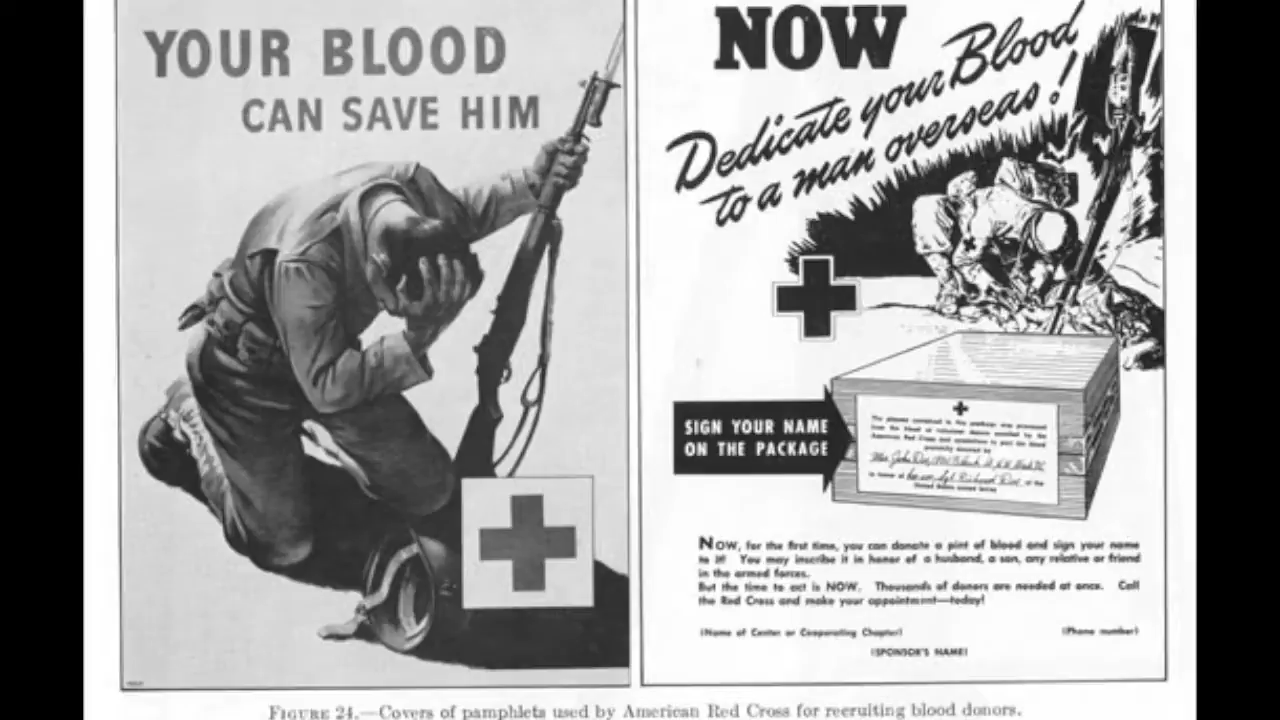 YOUR BLOOD
CAN SAVE HIM
NOW
Dedicate your Blood
to a man overseas!
SIGN YOUR NAME
ON THE PACKAGE
NOW, for the first time, you can donate a pint of blood and sign your name
to it! You may inscribe it in honor of a husband, a son, any relative or friend
in the armed forces.
But the time to act is NOW. Thousands of donors are needed at once. Call
the Red Cross and make your appointment—today!
(Name of Center or Cooperating Chapter)
(Phone number)
(SPONSOR'S NAME)
FIGURE 24.—Covers of pamphlets used by American Red Cross for recruiting blood donors.